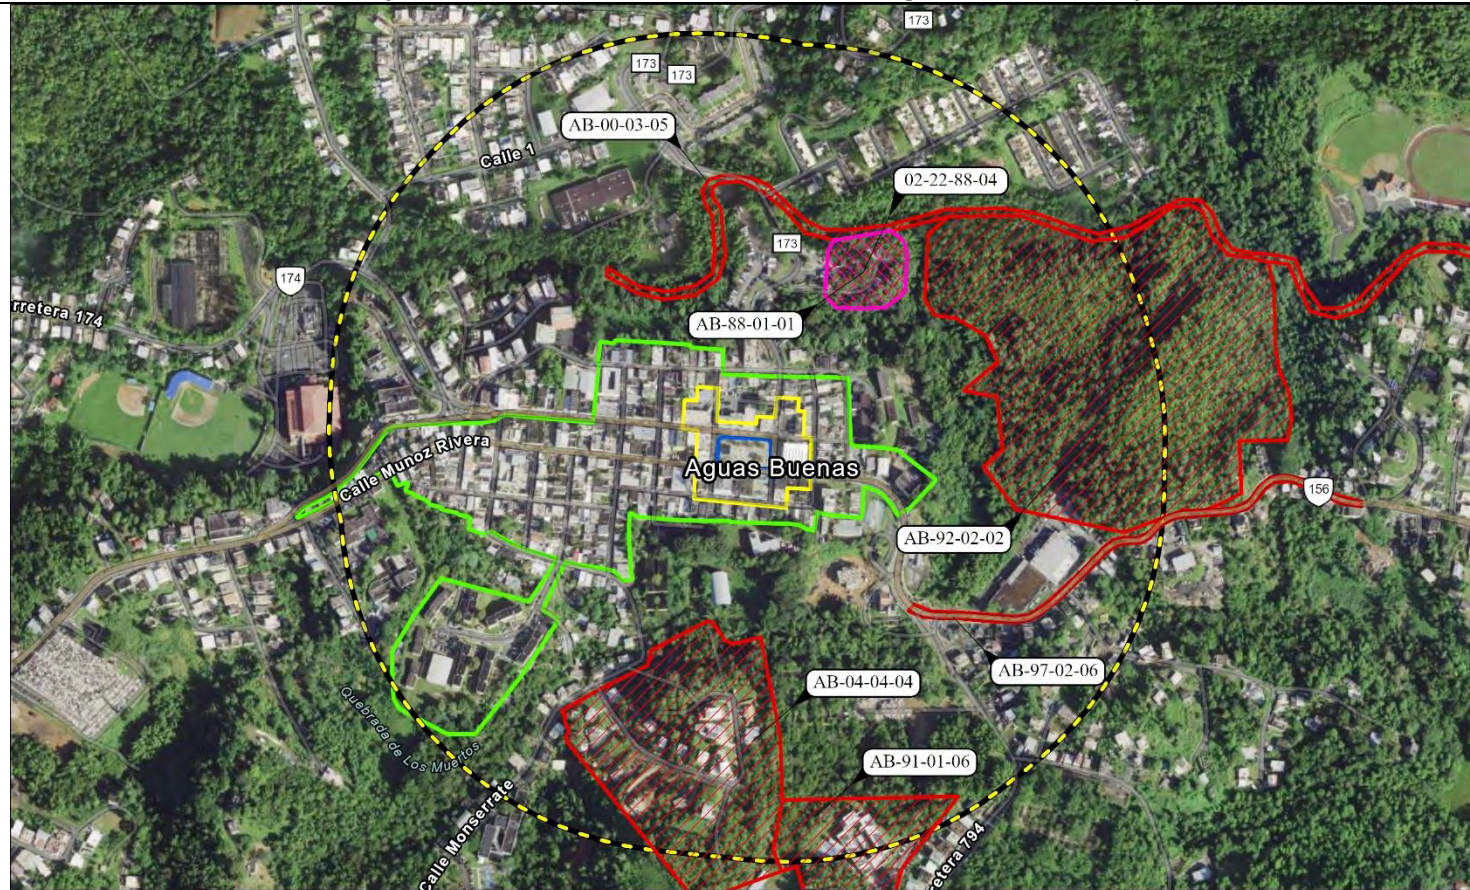 173
173
173
AB-00-03-05
Calle 1
02-22-88-04
173
174
rretera 174
AB-88-01-01
Calle Munoz Rivera
Aguas Buenas
156
AB-92-02-02
AB-97-02-06
AB-04-04-04
Quebrada de Los Muertos
AB-91-01-06
Calle Monserrate
etera 794